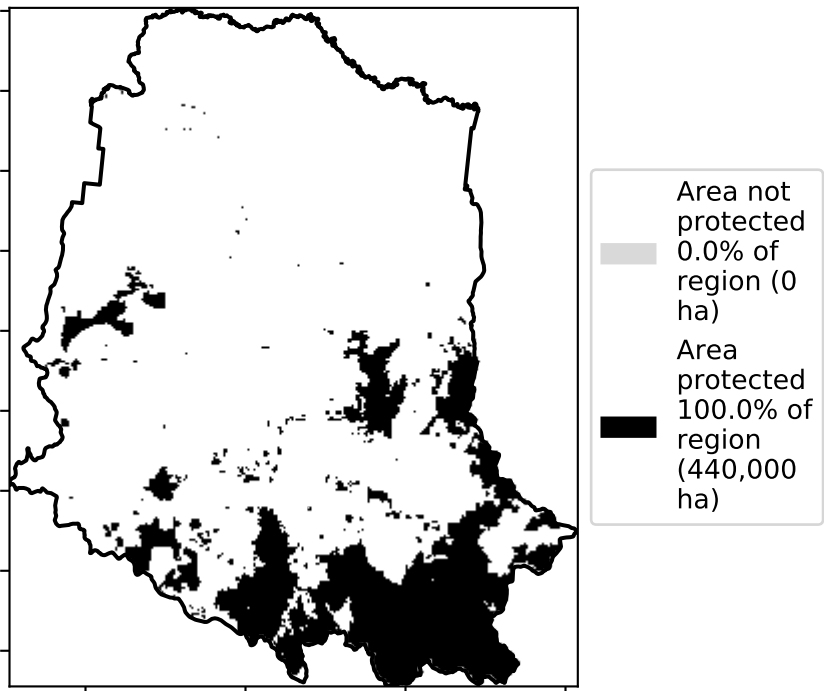 Area not
protected
0.0% of
region (0
ha)
Area
protected
100.0% of
region
(440,000
ha)